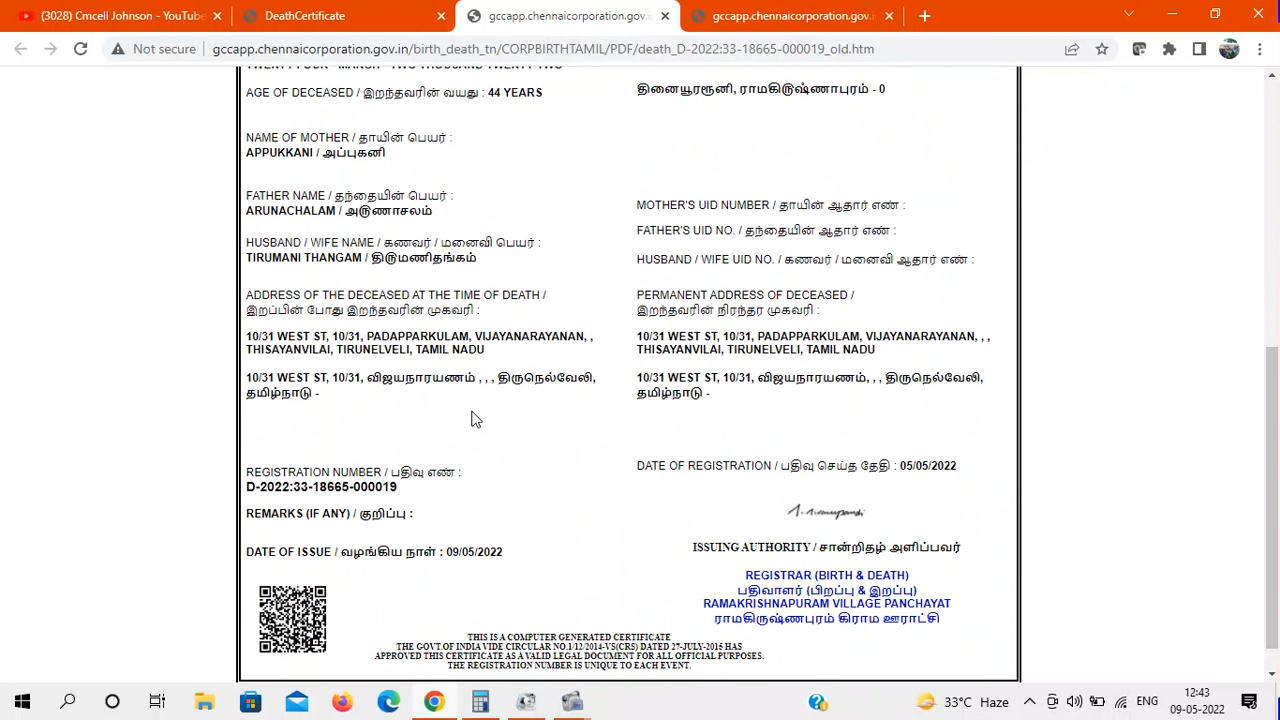 (3028) Cmcell Johnson - YouTube
DeathCertificate
gccapp.chennaicorporation.gov.in
gccapp.chennaicorporation.gov.in/
Not secure
gccapp.chennaicorporation.gov.in/birth_death_tn/CORPBIRTHTAMIL/PDF/death_D-2022:33-18665-000019_old.htm
TWENTY FOUR - MARCH - TWO THOUSAND TWENTY TWO
AGE OF DECEASED / இறந்தவரின் வயது : 44 YEARS
தினையூரரூனி, ராமகிருஷ்ணாபுரம் - 0
NAME OF MOTHER / தாயின் பெயர் :
APPUKKANI / அப்புகனி
FATHER NAME / தந்தையின் பெயர் :
ARUNACHALAM / அருணாசலம்
MOTHER'S UID NUMBER / தாயின் ஆதார் எண் :
FATHER'S UID NO. / தந்தையின் ஆதார் எண் :
HUSBAND / WIFE NAME / கணவர் / மனைவி பெயர் :
TIRUMANI THANGAM / திருமணிதங்கம்
HUSBAND / WIFE UID NO. / கணவர் / மனைவி ஆதார் எண் :
ADDRESS OF THE DECEASED AT THE TIME OF DEATH /
இறப்பின் போது இறந்தவரின் முகவரி :
10/31 WEST ST, 10/31, PADAPPARKULAM, VIJAYANARAYANAN, ,
THISAYANVILAI, TIRUNELVELI, TAMIL NADU
10/31 WEST ST, 10/31, விஜயநாரயணம் , , , திருநெல்வேலி,
தமிழ்நாடு -
PERMANENT ADDRESS OF DECEASED /
இறந்தவரின் நிரந்தர முகவரி :
10/31 WEST ST, 10/31, PADAPPARKULAM, VIJAYANARAYANAN, , ,
THISAYANVILAI, TIRUNELVELI, TAMIL NADU
10/31 WEST ST, 10/31, விஜயநாரயணம், , , திருநெல்வேலி,
தமிழ்நாடு -
REGISTRATION NUMBER / பதிவு எண் :
D-2022:33-18665-000019
DATE OF REGISTRATION / பதிவு செய்த தேதி : 05/05/2022
REMARKS (IF ANY) / குறிப்பு :
DATE OF ISSUE / வழங்கிய நாள் : 09/05/2022
ISSUING AUTHORITY / சான்றிதழ் அளிப்பவர்
REGISTRAR (BIRTH & DEATH)
பதிவாளர் (பிறப்பு & இறப்பு)
RAMAKRISHNAPURAM VILLAGE PANCHAYAT
ராமகிருஷ்ணபுரம் கிராம ஊராட்சி
THIS IS A COMPUTER GENERATED CERTIFICATE
THE GOVT.OF INDIA VIDE CIRCULAR NO.1/12/2014-VS(CRS) DATED 27-JULY-2015 HAS
APPROVED THIS CERTIFICATE AS A VALID LEGAL DOCUMENT FOR ALL OFFICIAL PURPOSES.
THE REGISTRATION NUMBER IS UNIQUE TO EACH EVENT.
33°C Haze
ENG
2:43
09-05-2022